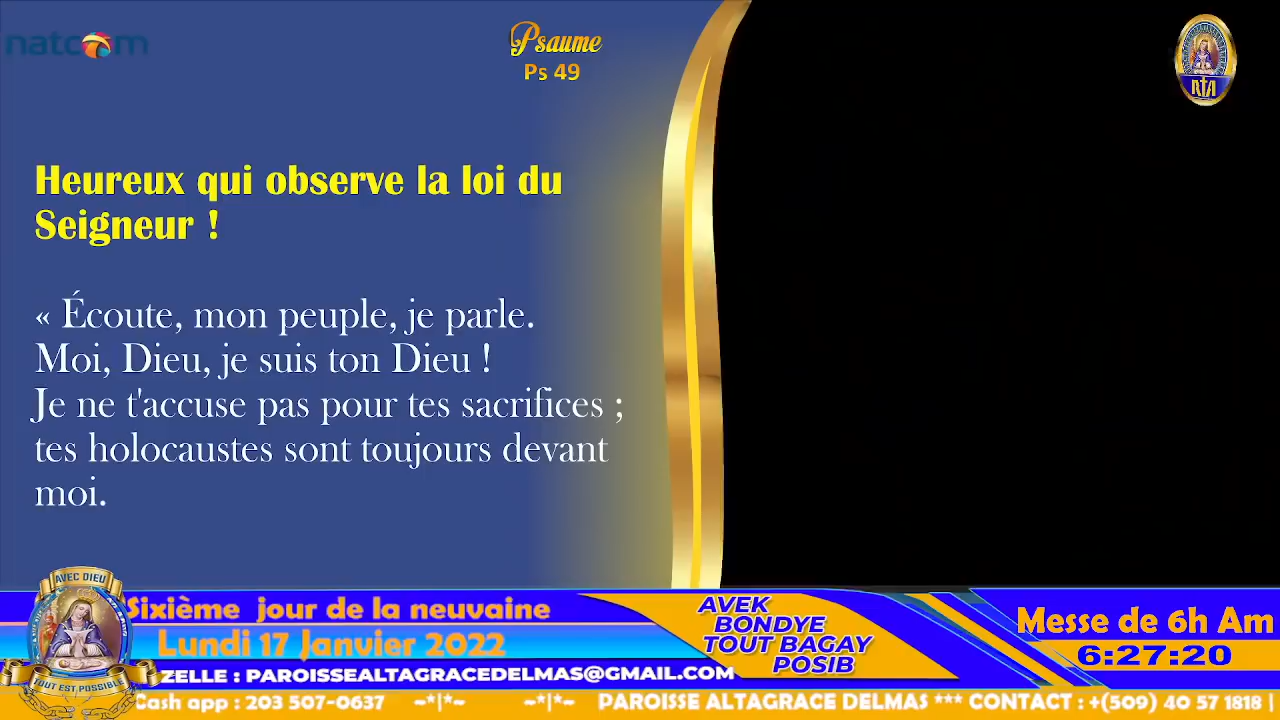 natcom
Psaume
Ps 49
RTA
Heureux qui observe la loi du
Seigneur !
« Écoute, mon peuple, je parle.
Moi, Dieu, je suis ton Dieu !
Je ne t'accuse pas pour tes sacrifices ;
tes holocaustes sont toujours devant
moi.
AVEC DIEU
TOUT EST POSSIBLE
Sixième jour de la neuvaine
Lundi 17 Janvier 2022
AVEK
BONDYE
TOUT BAGAY
POSIB
Messe de 6h Am
6:27:20
ZELLE : PAROISSEALTAGRACEDELMAS@GMAIL.COM
Cash app : 203 507-0637 ~*|*~ ~*|*~ PAROISSE ALTAGRACE DELMAS *** CONTACT : +(509) 40 57 1818 |